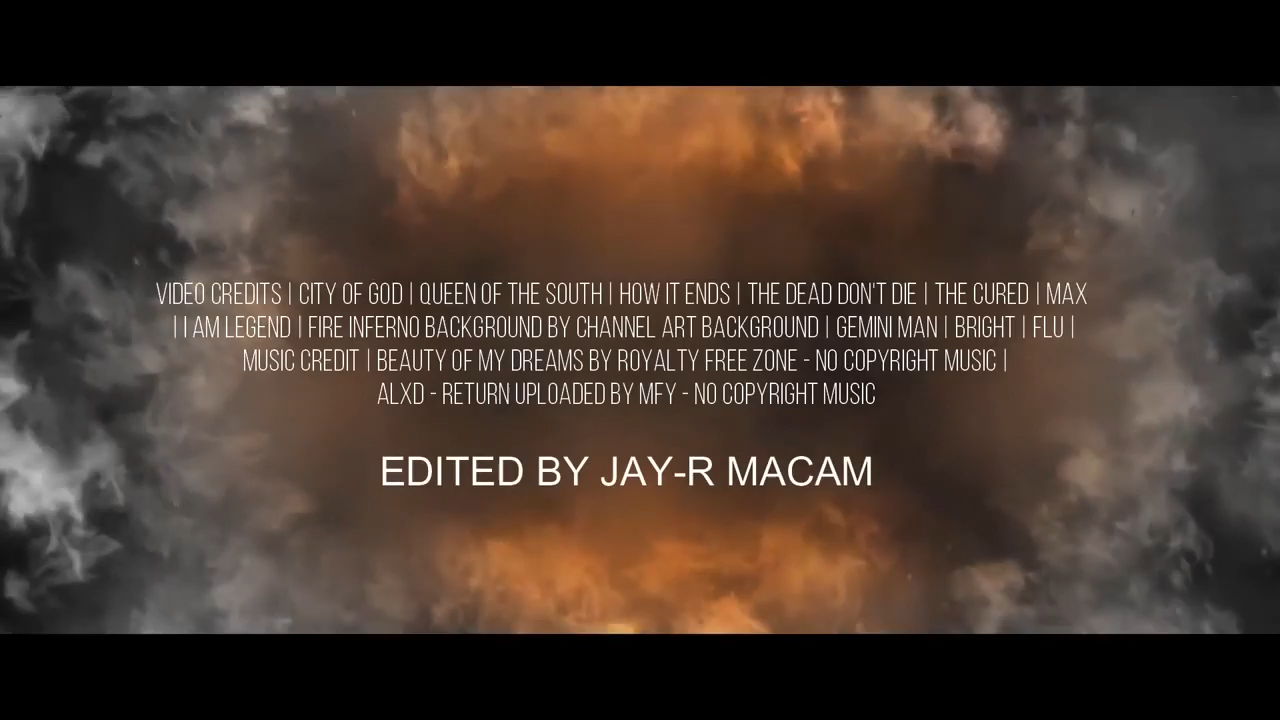 VIDEO CREDITS | CITY OF GOD | QUEEN OF THE SOUTH | HOW IT ENDS | THE DEAD DON'T DIE | THE CURED | MAX
| I AM LEGEND | FIRE INFERNO BACKGROUND BY CHANNEL ART BACKGROUND | GEMINI MAN | BRIGHT | FLU |
MUSIC CREDIT | BEAUTY OF MY DREAMS BY ROYALTY FREE ZONE - NO COPYRIGHT MUSIC |
ALXD - RETURN UPLOADED BY MFY - NO COPYRIGHT MUSIC
EDITED BY JAY-R MACAM